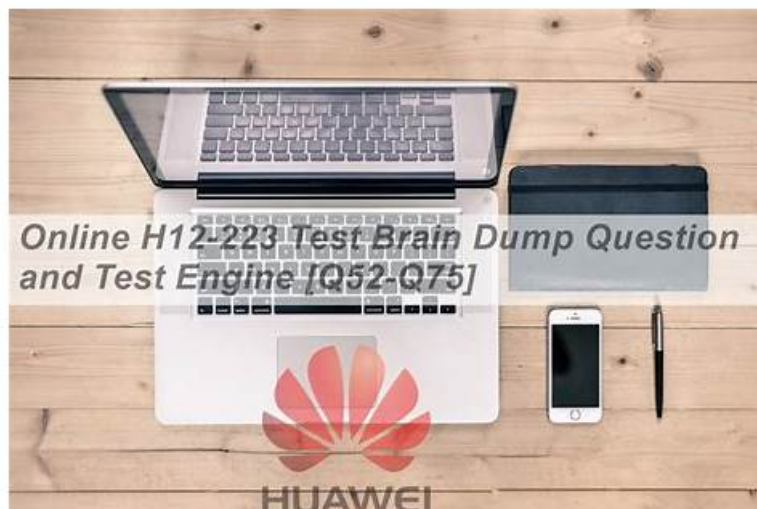 Online H12-223 Test Brain Dump Question
and Test Engine [Q52-Q75]
HUAWEI